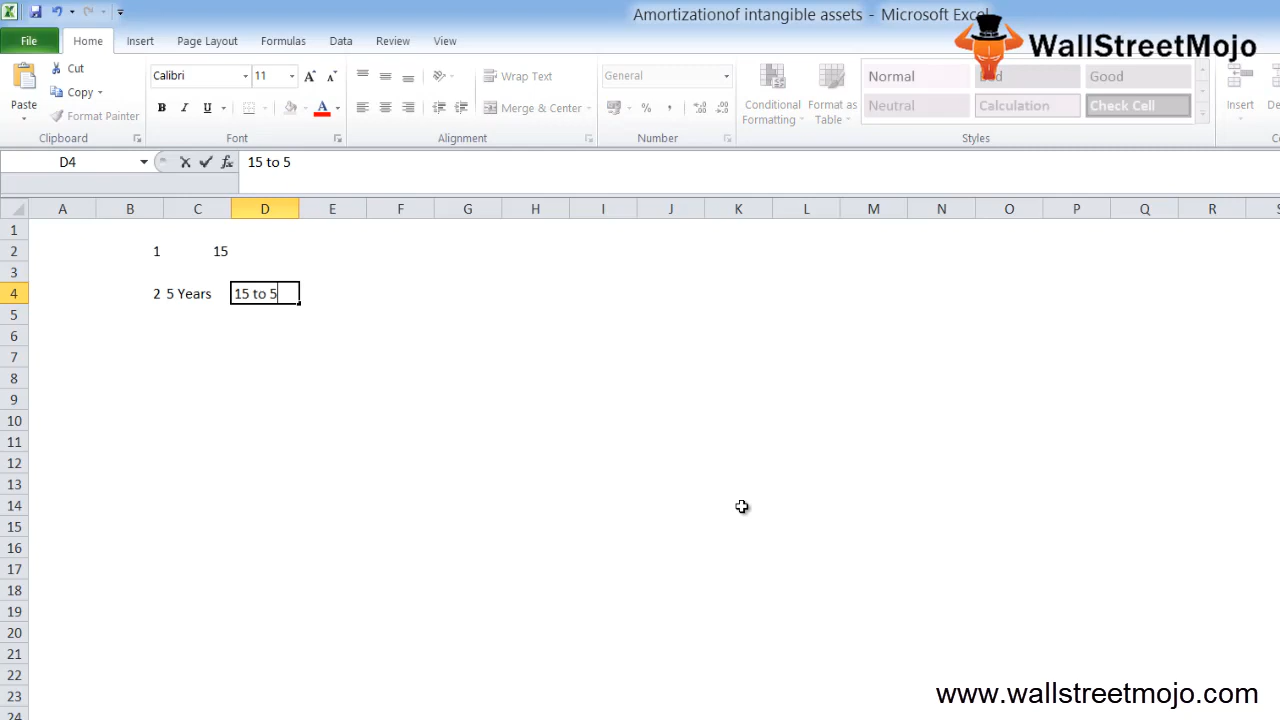 Amortizationof intangible assets - Microsoft Excel
WallStreetMojo
File Home Insert Page Layout Formulas Data Review View
Paste
Cut
Copy
Format Painter
Clipboard
Calibri 11
B I U
Font
Wrap Text
Merge & Center
Alignment
General
Number
Conditional Formatting
Format as Table
Normal Bad Good
Neutral Calculation Check Cell
Styles
Insert
D4 fx 15 to 5
A B C D E F G H I J K L M N O P Q R
1
2 1 15
3
4 2 5 Years 15 to 5
5
6
7
8
9
10
11
12
13
14
15
16
17
18
19
20
21
22
23
24
www.wallstreetmojo.com